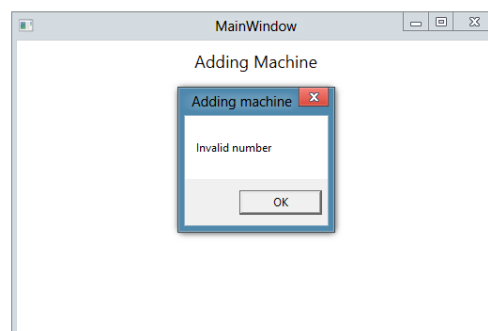 MainWindow
Adding Machine
Adding machine
Invalid number
OK